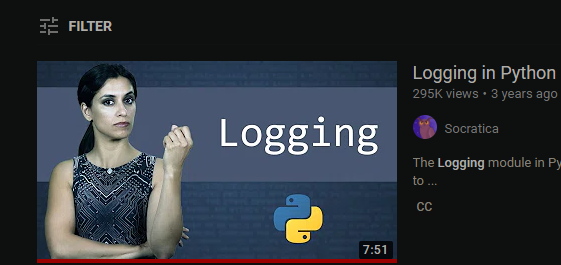 FILTER
Logging
7:51
Logging in Python
295K views • 3 years ago
Socratica
The Logging module in Py
to ...
CC